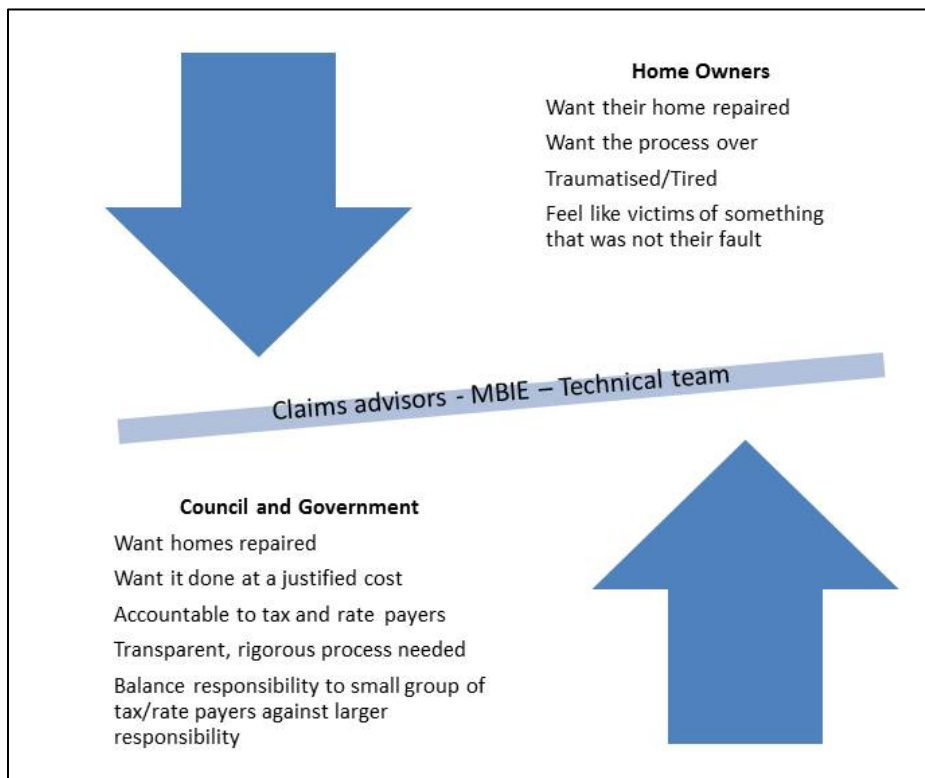 Home Owners
Want their home repaired
Want the process over
Traumatised/Tired
Feel like victims of something
that was not their fault
Claims advisors - MBIE – Technical team
Council and Government
Want homes repaired
Want it done at a justified cost
Accountable to tax and rate payers
Transparent, rigorous process needed
Balance responsibility to small group of
tax/rate payers against larger
responsibility